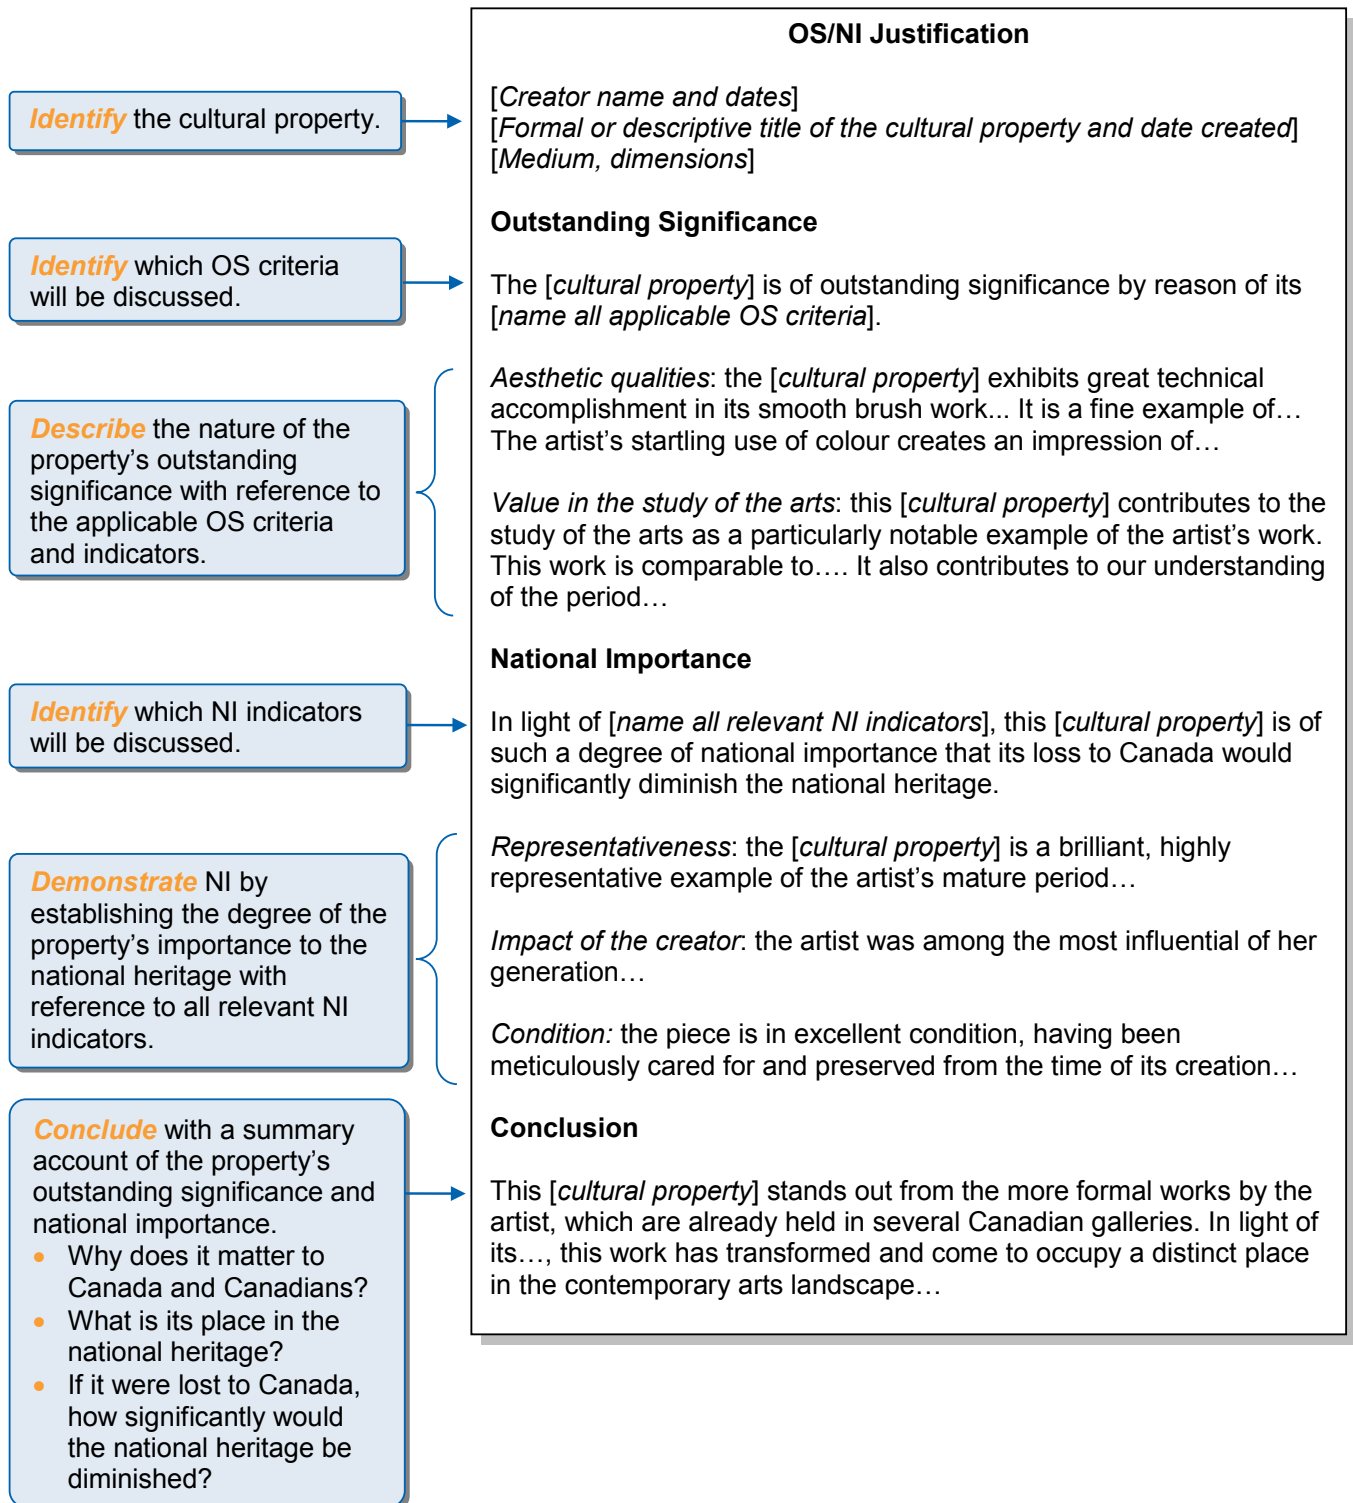 OS/NI Justification
Identify the cultural property.
[Creator name and dates]
[Formal or descriptive title of the cultural property and date created]
[Medium, dimensions]
Outstanding Significance
Identify which OS criteria
will be discussed.
The [cultural property] is of outstanding significance by reason of its
[name all applicable OS criteria].
Describe the nature of the
property’s outstanding
significance with reference to
the applicable OS criteria
and indicators.
Aesthetic qualities: the [cultural property] exhibits great technical
accomplishment in its smooth brush work... It is a fine example of…
The artist’s startling use of colour creates an impression of…
Value in the study of the arts: this [cultural property] contributes to the
study of the arts as a particularly notable example of the artist’s work.
This work is comparable to…. It also contributes to our understanding
of the period…
National Importance
Identify which NI indicators
will be discussed.
In light of [name all relevant NI indicators], this [cultural property] is of
such a degree of national importance that its loss to Canada would
significantly diminish the national heritage.
Demonstrate NI by
establishing the degree of the
property’s importance to the
national heritage with
reference to all relevant NI
indicators.
Representativeness: the [cultural property] is a brilliant, highly
representative example of the artist’s mature period…
Impact of the creator: the artist was among the most influential of her
generation…
Condition: the piece is in excellent condition, having been
meticulously cared for and preserved from the time of its creation…
Conclusion
Conclude with a summary
account of the property’s
outstanding significance and
national importance.
• Why does it matter to
Canada and Canadians?
• What is its place in the
national heritage?
• If it were lost to Canada,
how significantly would
the national heritage be
diminished?
This [cultural property] stands out from the more formal works by the
artist, which are already held in several Canadian galleries. In light of
its…, this work has transformed and come to occupy a distinct place
in the contemporary arts landscape…